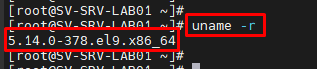 [root@SV-SRV-LAB01 ~]#
[root@SV-SRV-LAB01 ~]# uname -r
5.14.0-378.el9.x86_64
[root@SV-SRV-LAB01 ~]#